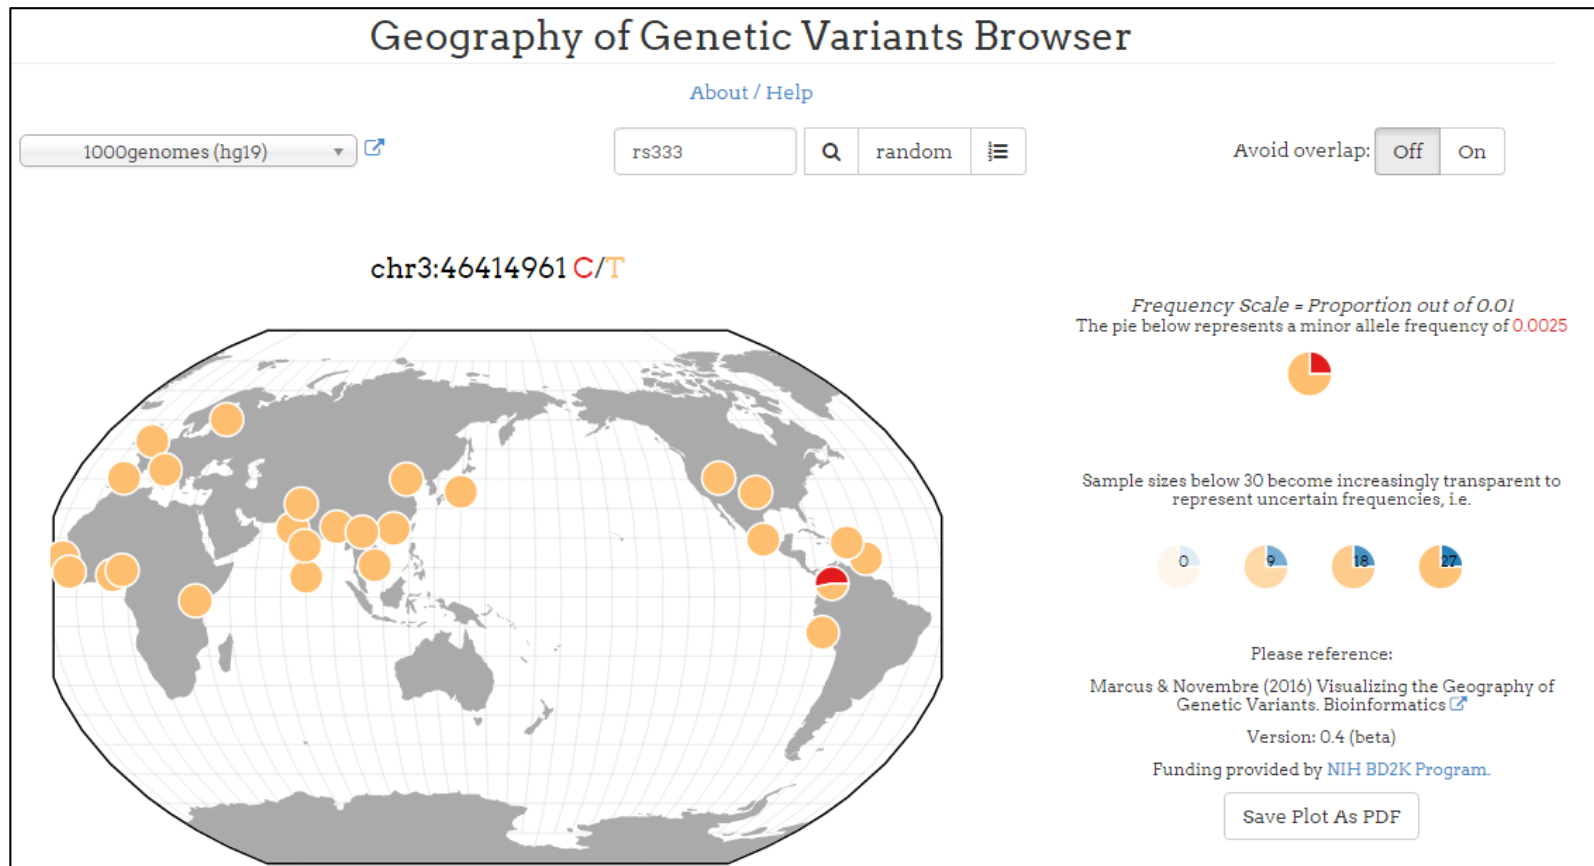 Geography of Genetic Variants Browser
About / Help
1000genomes (hg19)
rs333
random
Avoid overlap:
Off
On
chr3:46414961 C/T
Frequency Scale = Proportion out of 0.01
The pie below represents a minor allele frequency of 0.0025
Sample sizes below 30 become increasingly transparent to
represent uncertain frequencies, i.e.
0
9
18
27
Please reference:
Marcus & Novembre (2016) Visualizing the Geography of
Genetic Variants. Bioinformatics
Version: 0.4 (beta)
Funding provided by NIH BD2K Program.
Save Plot As PDF